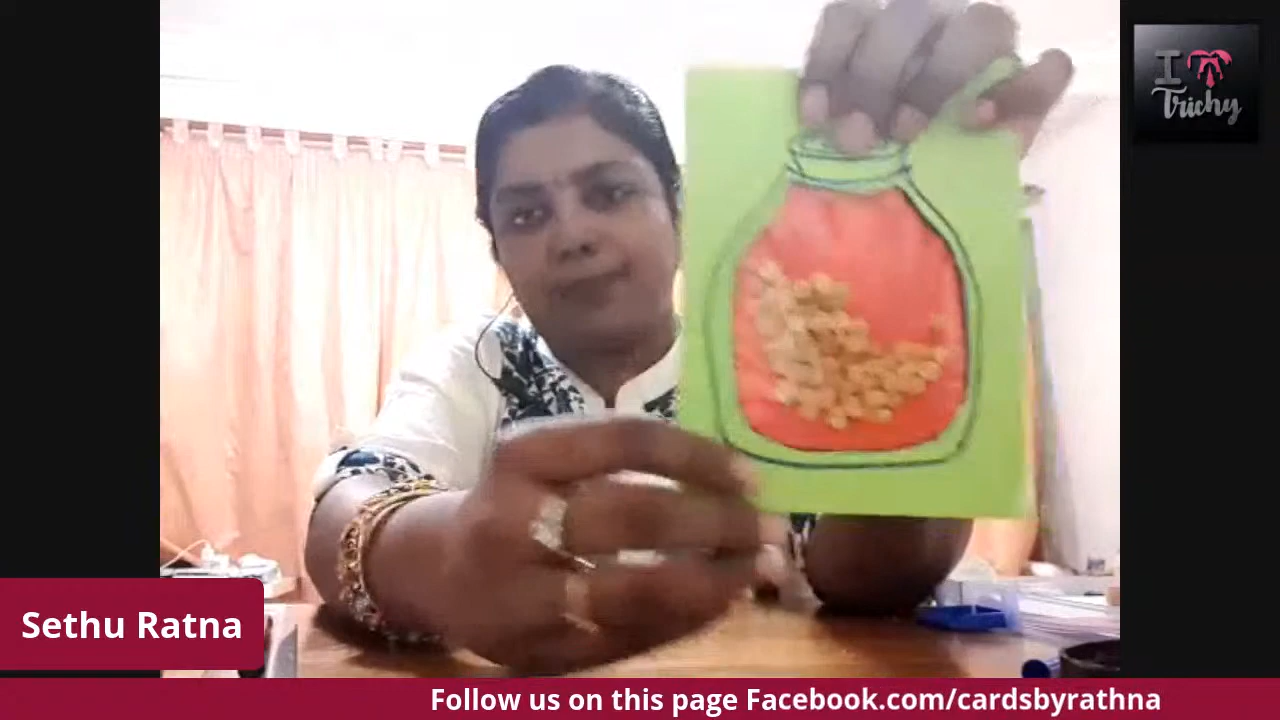 I Trichy
Sethu Ratna
Follow us on this page Facebook.com/cardsbyrathna